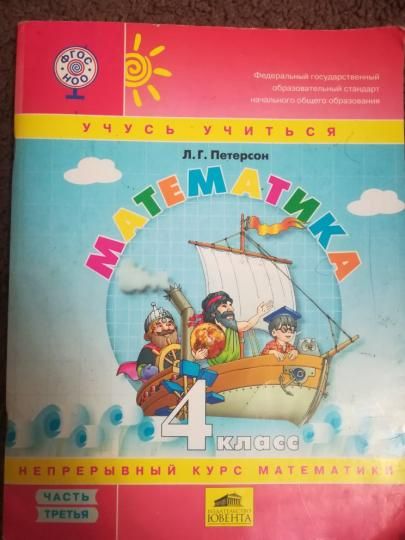 ФГОС
НОО
Федеральный государственный
образовательный стандарт
начального общего образования
УЧУСЬ УЧИТЬСЯ
Л. Г. Петерсон
МАТЕМАТИКА
4 класс
НЕПРЕРЫВНЫЙ КУРС МАТЕМАТИКИ
ЧАСТЬ
ТРЕТЬЯ
ИЗДАТЕЛЬСТВО
ЮВЕНТА